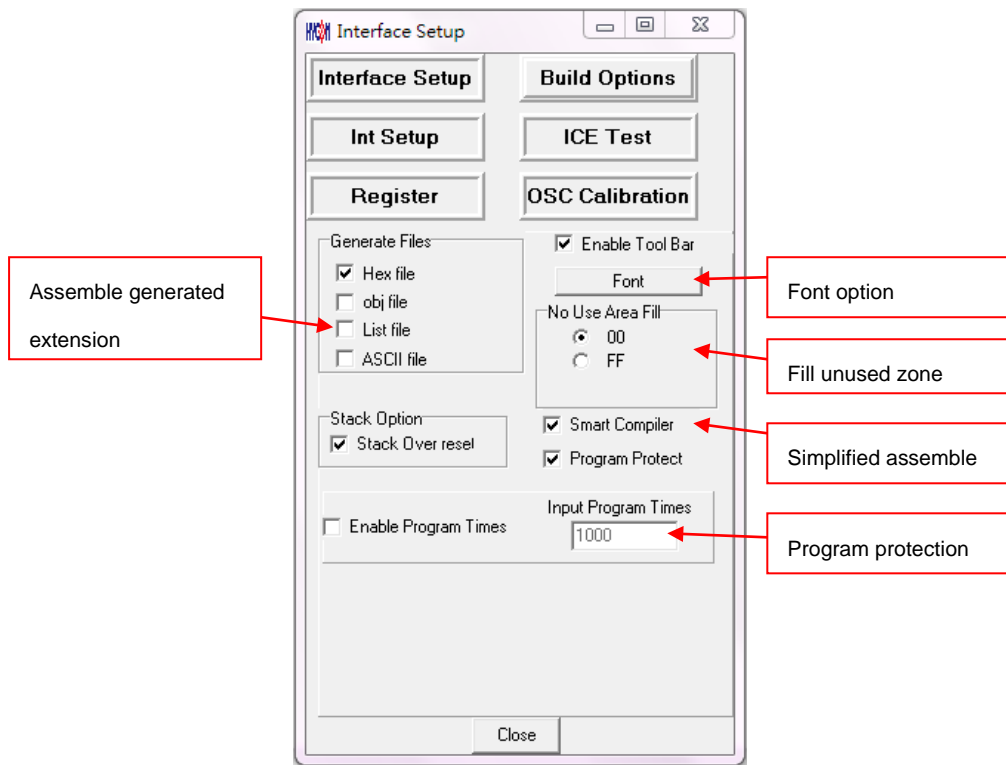 Interface Setup
Interface Setup
Build Options
Int Setup
ICE Test
Register
OSC Calibration
Generate Files
Hex file
obj file
List file
ASCII file
Enable Tool Bar
Font
No Use Area Fill
00
FF
Stack Option
Stack Over reset
Smart Compiler
Program Protect
Enable Program Times
Input Program Times
1000
Close
Assemble generated
extension
Font option
Fill unused zone
Simplified assemble
Program protection